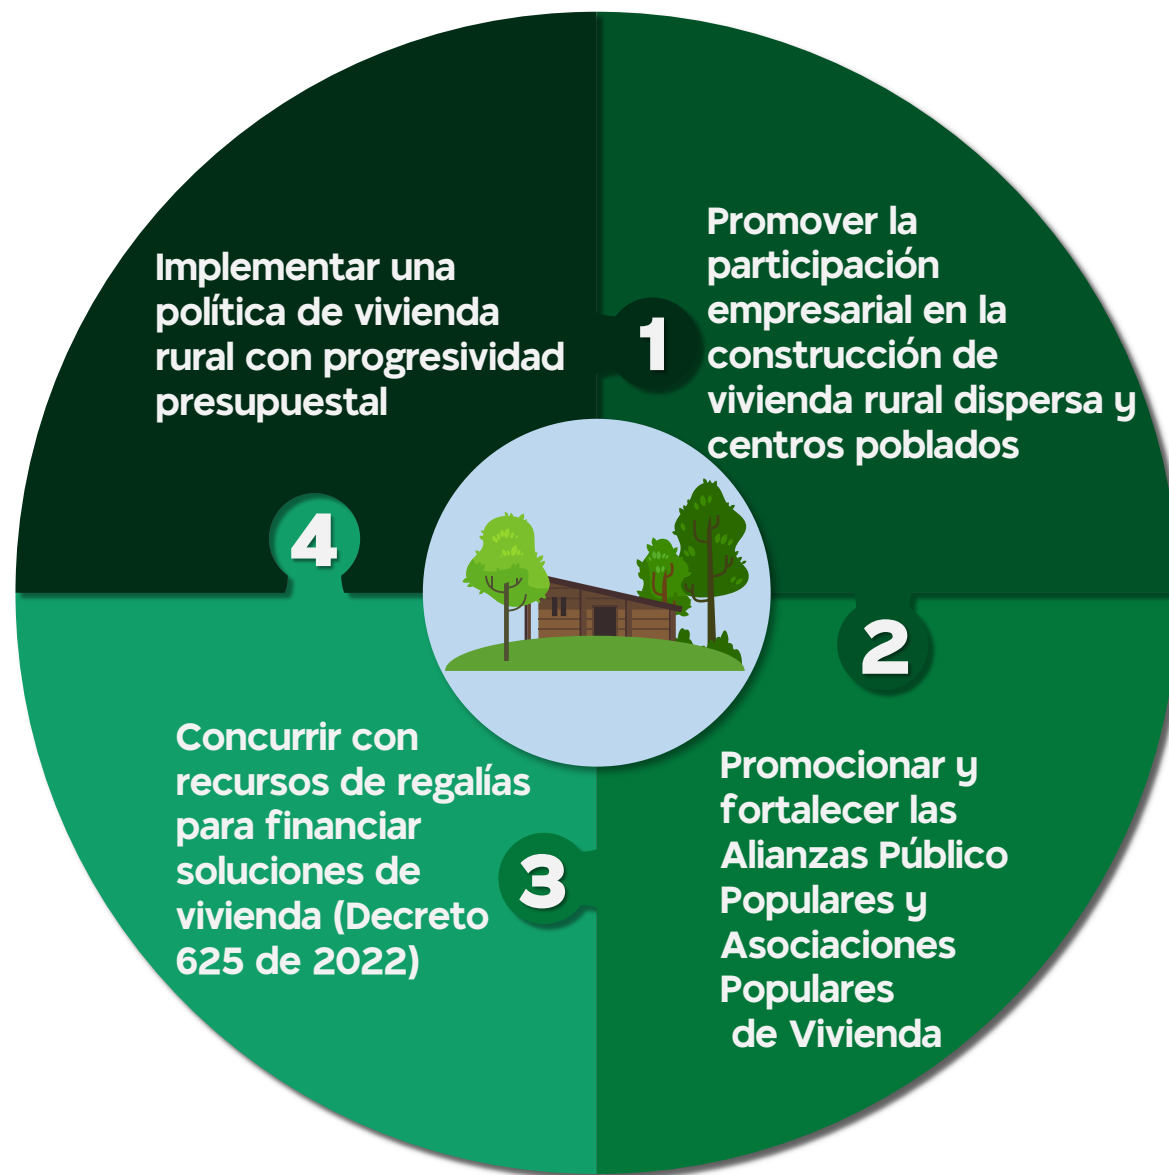 1
Promover la
participación
empresarial en la
construcción de
vivienda rural dispersa y
centros poblados
2
Promocionar y
fortalecer las
Alianzas Público
Populares y
Asociaciones
Populares
de Vivienda
3
Concurrir con
recursos de regalías
para financiar
soluciones de
vivienda (Decreto
625 de 2022)
4
Implementar una
política de vivienda
rural con progresividad
presupuestal